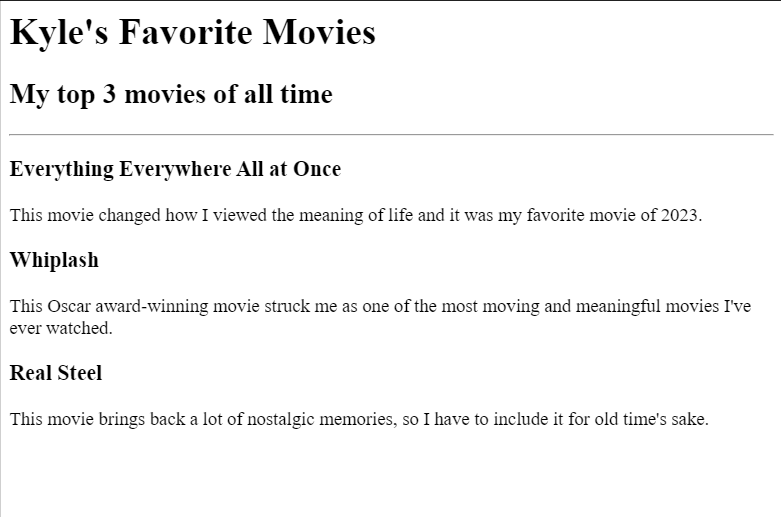 Kyle's Favorite Movies
My top 3 movies of all time
Everything Everywhere All at Once
This movie changed how I viewed the meaning of life and it was my favorite movie of 2023.
Whiplash
This Oscar award-winning movie struck me as one of the most moving and meaningful movies I've
ever watched.
Real Steel
This movie brings back a lot of nostalgic memories, so I have to include it for old time's sake.